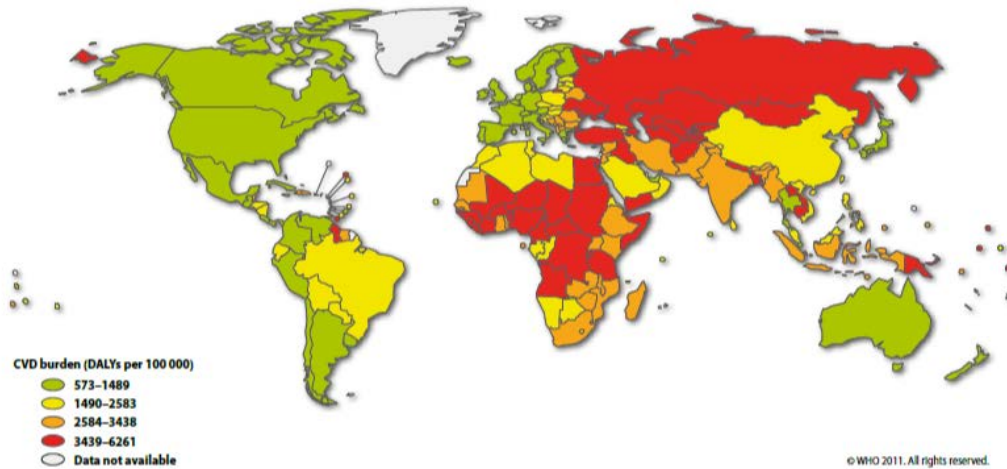 CVD burden (DALYs per 100 000)
573–1489
1490–2583
2584–3438
3439–6261
Data not available
© WHO 2011. All rights reserved.